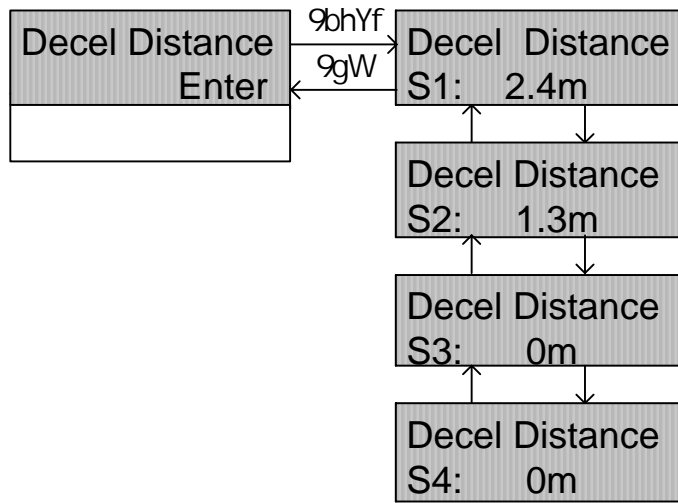 Decel Distance
Enter
9bhYf
9gW
Decel Distance
S1: 2.4m
Decel Distance
S2: 1.3m
Decel Distance
S3: 0m
Decel Distance
S4: 0m